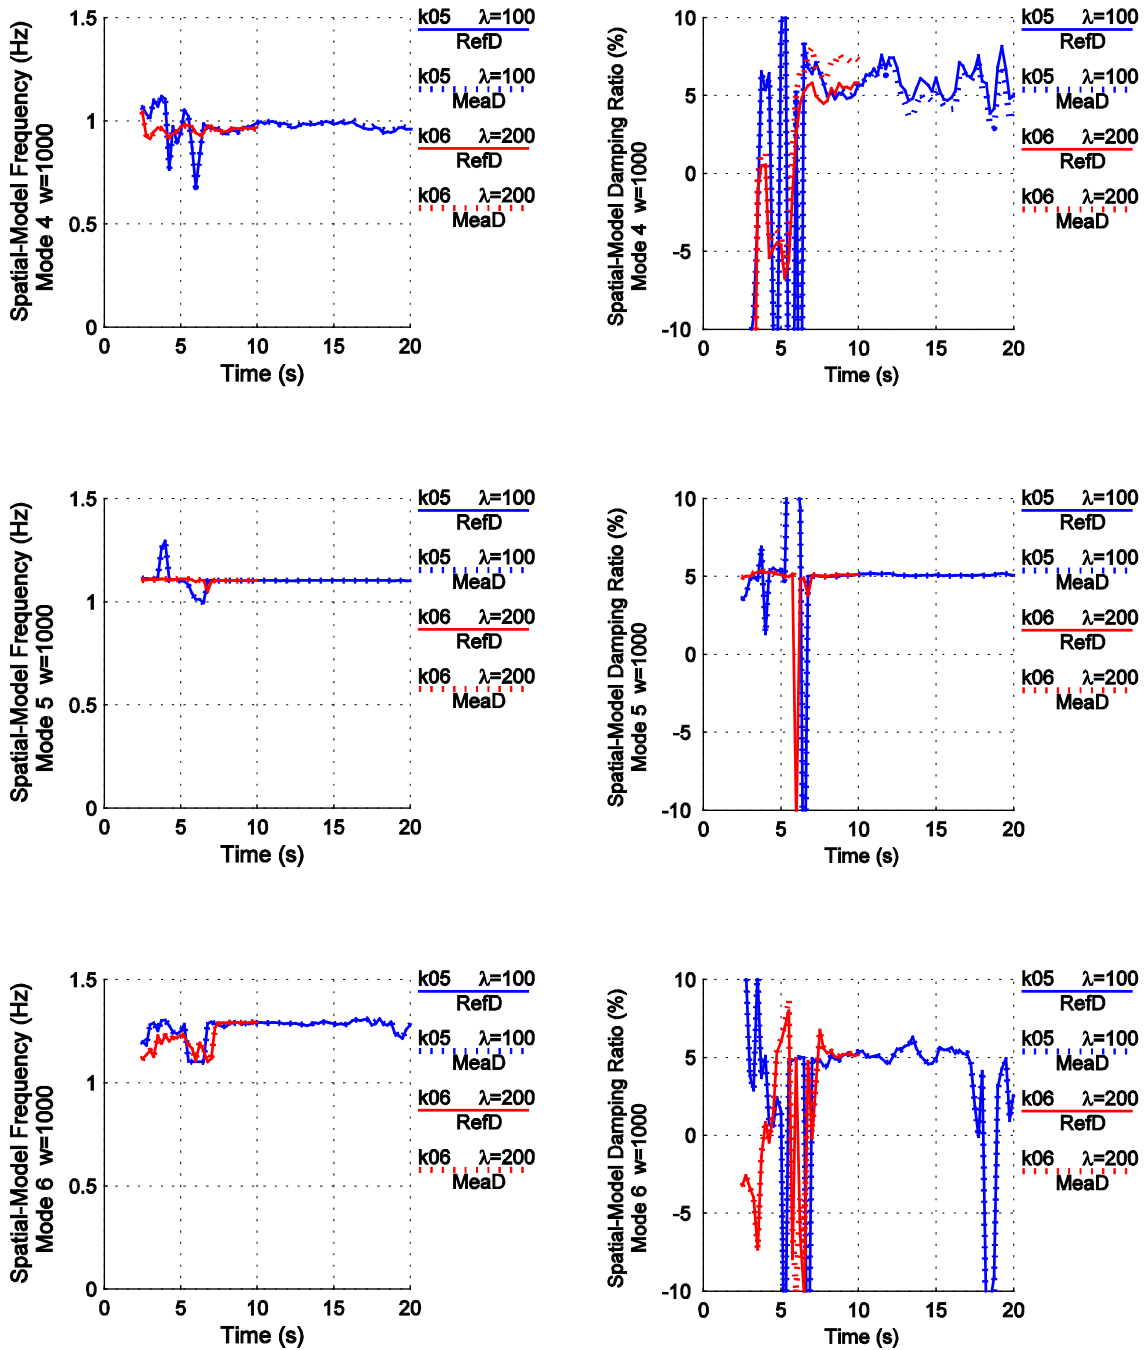 Spatial-Model Frequency (Hz)
Mode 4 w=1000
1.5
1
0.5
0
0 5 10 15 20
Time (s)
k05 λ=100
RefD
k05 λ=100
MeaD
k06 λ=200
RefD
k06 λ=200
MeaD
Spatial-Model Damping Ratio (%)
Mode 4 w=1000
10
5
0
-5
-10
0 5 10 15 20
Time (s)
k05 λ=100
RefD
k05 λ=100
MeaD
k06 λ=200
RefD
k06 λ=200
MeaD
Spatial-Model Frequency (Hz)
Mode 5 w=1000
1.5
1
0.5
0
0 5 10 15 20
Time (s)
k05 λ=100
RefD
k05 λ=100
MeaD
k06 λ=200
RefD
k06 λ=200
MeaD
Spatial-Model Damping Ratio (%)
Mode 5 w=1000
10
5
0
-5
-10
0 5 10 15 20
Time (s)
k05 λ=100
RefD
k05 λ=100
MeaD
k06 λ=200
RefD
k06 λ=200
MeaD
Spatial-Model Frequency (Hz)
Mode 6 w=1000
1.5
1
0.5
0
0 5 10 15 20
Time (s)
k05 λ=100
RefD
k05 λ=100
MeaD
k06 λ=200
RefD
k06 λ=200
MeaD
Spatial-Model Damping Ratio (%)
Mode 6 w=1000
10
5
0
-5
-10
0 5 10 15 20
Time (s)
k05 λ=100
RefD
k05 λ=100
MeaD
k06 λ=200
RefD
k06 λ=200
MeaD